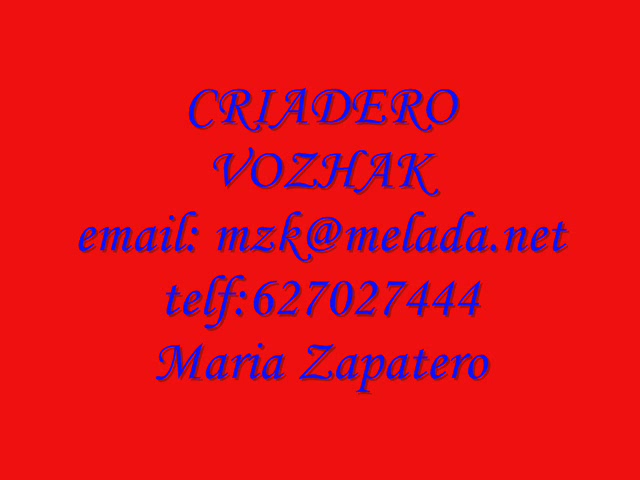 CRIADERO
VOZHAK
email: mzk@melada.net
telf:627027444
Maria Zapatero